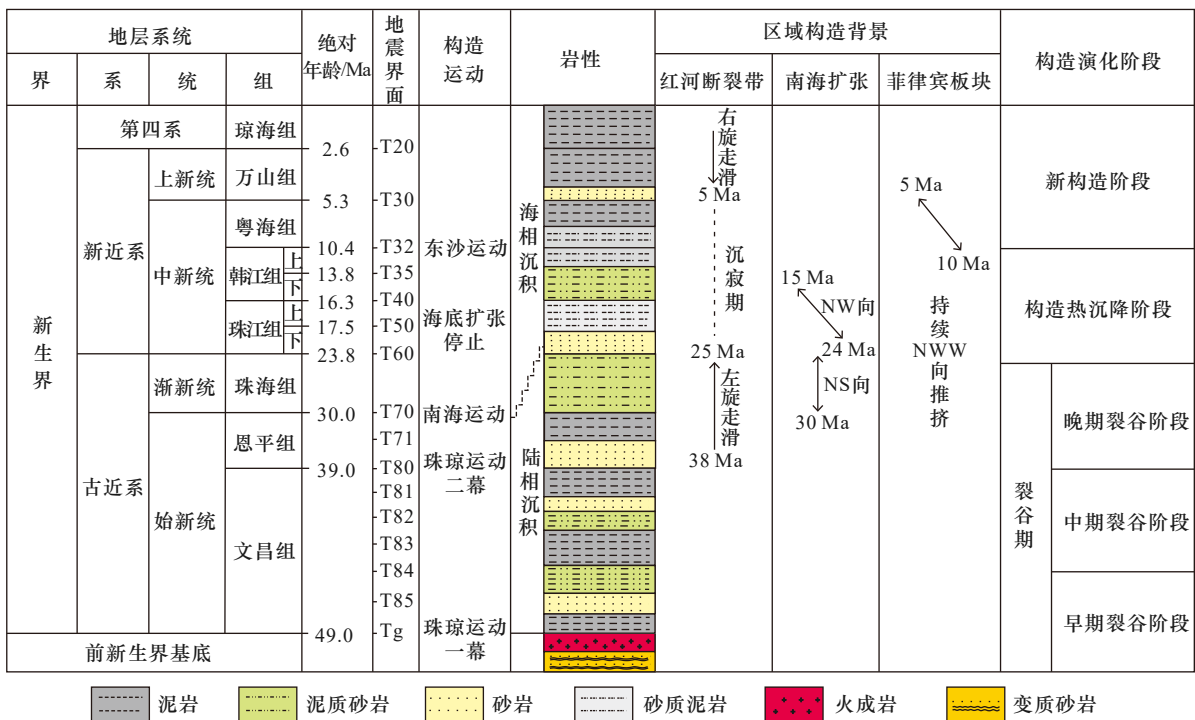 地层系统
绝对
年龄/Ma
地震界面
构造
运动
岩性
区域构造背景
构造演化阶段
界
系
统
组
红河断裂带
南海扩张
菲律宾板块
新生界
第四系
新近系
古近系
上新统
中新统
渐新统
始新统
琼海组
万山组
粤海组
韩江组
上
下
珠江组
上
下
珠海组
恩平组
文昌组
前新生界基底
2.6
5.3
10.4
13.8
16.3
17.5
23.8
30.0
39.0
49.0
T20
T30
T32
T35
T40
T50
T60
T70
T71
T80
T81
T82
T83
T84
T85
Tg
东沙运动
海底扩张
停止
南海运动
珠琼运动
二幕
珠琼运动
一幕
海相沉积
陆相沉积
右旋走滑
5 Ma
沉寂期
25 Ma
左旋走滑
38 Ma
15 Ma
NW向
24 Ma
NS向
30 Ma
5 Ma
10 Ma
持续
NWW
向推挤
新构造阶段
构造热沉降阶段
裂谷期
晚期裂谷阶段
中期裂谷阶段
早期裂谷阶段
泥岩
泥质砂岩
砂岩
砂质泥岩
火成岩
变质砂岩